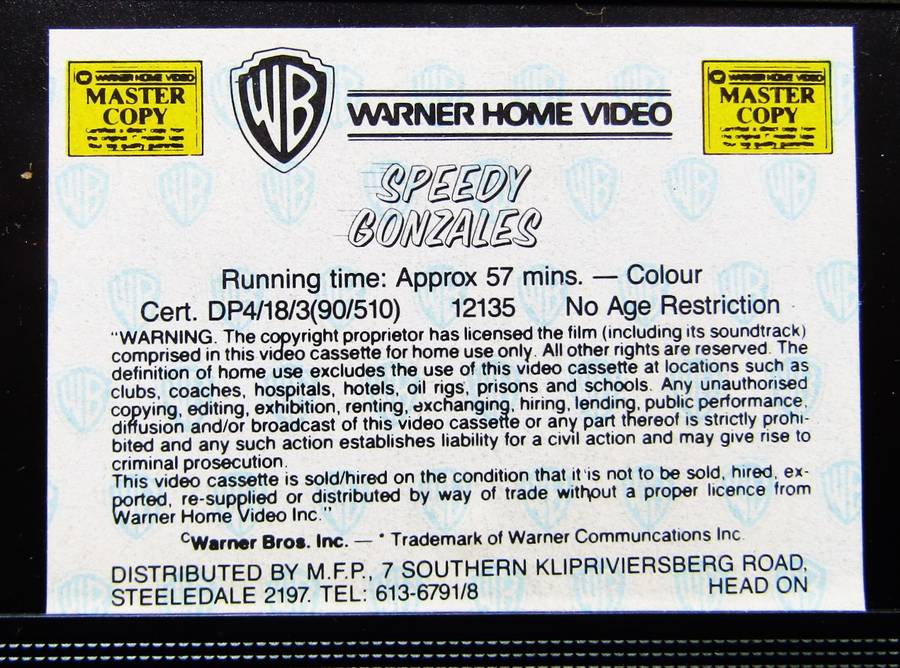 WARNER HOME VIDEO
MASTER
COPY
WB
WARNER HOME VIDEO
WARNER HOME VIDEO
MASTER
COPY
SPEEDY
GONZALES
Running time: Approx 57 mins. — Colour
Cert. DP4/18/3(90/510) 12135 No Age Restriction
"WARNING. The copyright proprietor has licensed the film (including its soundtrack)
comprised in this video cassette for home use only. All other rights are reserved. The
definition of home use excludes the use of this video cassette at locations such as
clubs, coaches, hospitals, hotels, oil rigs, prisons and schools. Any unauthorised
copying, editing, exhibition, renting, exchanging, hiring, lending, public performance,
diffusion and/or broadcast of this video cassette or any part thereof is strictly prohi-
bited and any such action establishes liability for a civil action and may give rise to
criminal prosecution.
This video cassette is sold/hired on the condition that it is not to be sold, hired, ex-
ported, re-supplied or distributed by way of trade without a proper licence from
Warner Home Video Inc."
©Warner Bros. Inc. — * Trademark of Warner Communcations Inc.
DISTRIBUTED BY M.F.P., 7 SOUTHERN KLIPRIVIERSBERG ROAD,
STEELEDALE 2197. TEL: 613-6791/8 HEAD ON